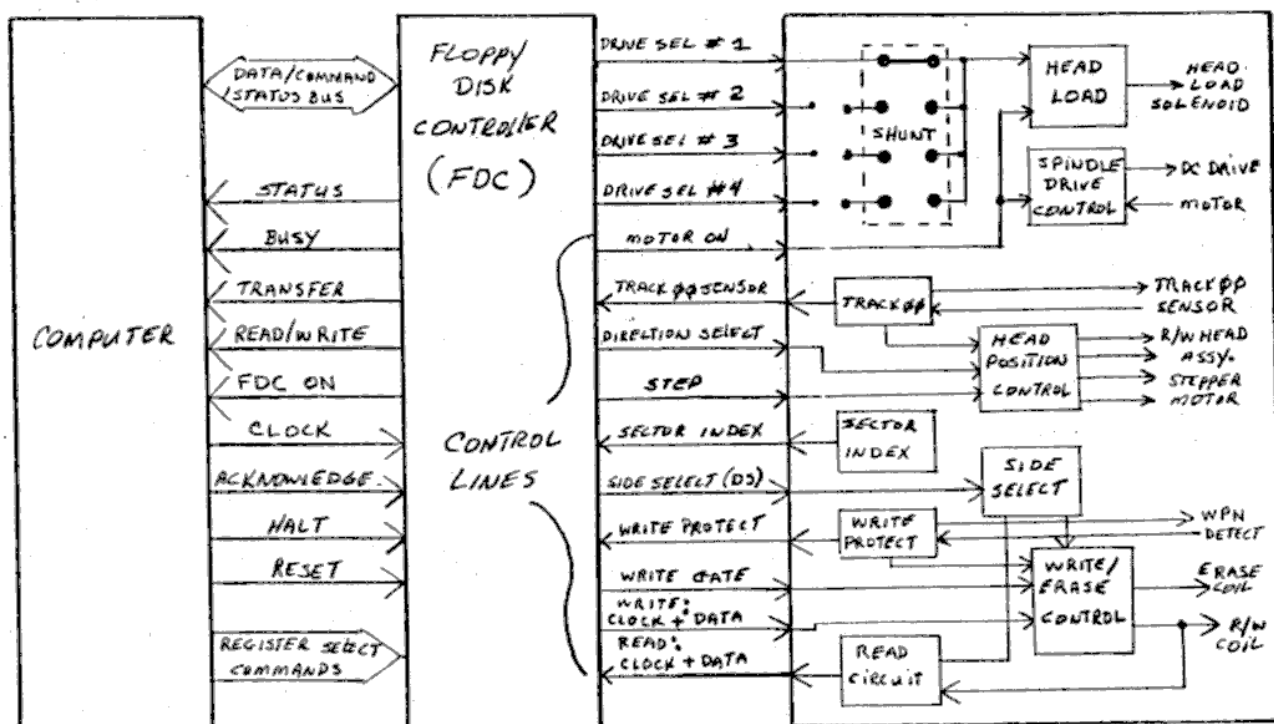 COMPUTER
DATA/COMMAND
/STATUS BUS
STATUS
BUSY
TRANSFER
READ/WRITE
FDC ON
CLOCK
ACKNOWLEDGE
HALT
RESET
REGISTER SELECT
COMMANDS
FLOPPY
DISK
CONTROLLER
(FDC)
CONTROL
LINES
DRIVE SEL # 1
DRIVE SEL # 2
DRIVE SEL # 3
DRIVE SEL #4
MOTOR ON
TRACK ØØ SENSOR
DIRECTION SELECT
STEP
SECTOR INDEX
SIDE SELECT (DS)
WRITE PROTECT
WRITE GATE
WRITE:
CLOCK + DATA
READ:
CLOCK + DATA
SHUNT
HEAD
LOAD
HEAD
LOAD
SOLENOID
SPINDLE
DRIVE
CONTROL
DC DRIVE
MOTOR
TRACK ØØ
TRACK ØØ
SENSOR
HEAD
POSITION
CONTROL
R/W HEAD
ASSY.
STEPPER
MOTOR
SECTOR
INDEX
SIDE
SELECT
WRITE
PROTECT
WPN
DETECT
WRITE/
ERASE
CONTROL
ERASE
COIL
R/W
COIL
READ
CIRCUIT